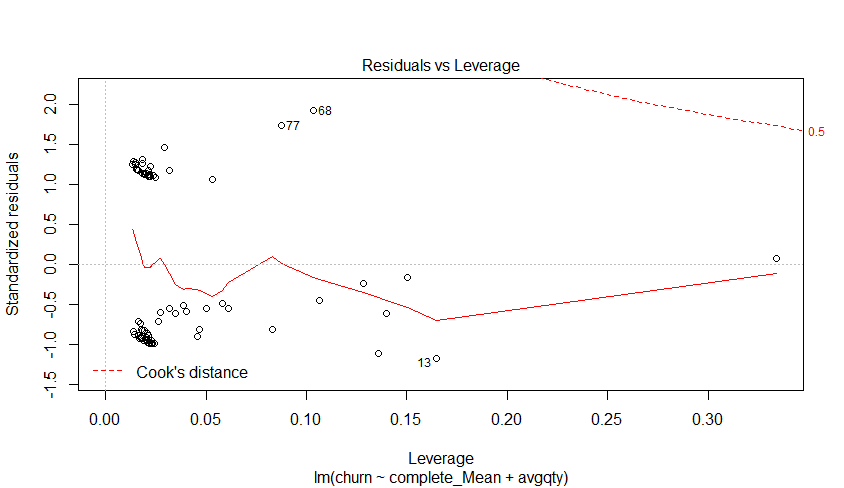 Residuals vs Leverage
Standardized residuals
2.0
1.5
1.0
0.5
0.0
-0.5
-1.0
-1.5
68
77
13
0.5
Cook's distance
0.00 0.05 0.10 0.15 0.20 0.25 0.30
Leverage
lm(churn ~ complete_Mean + avgqty)